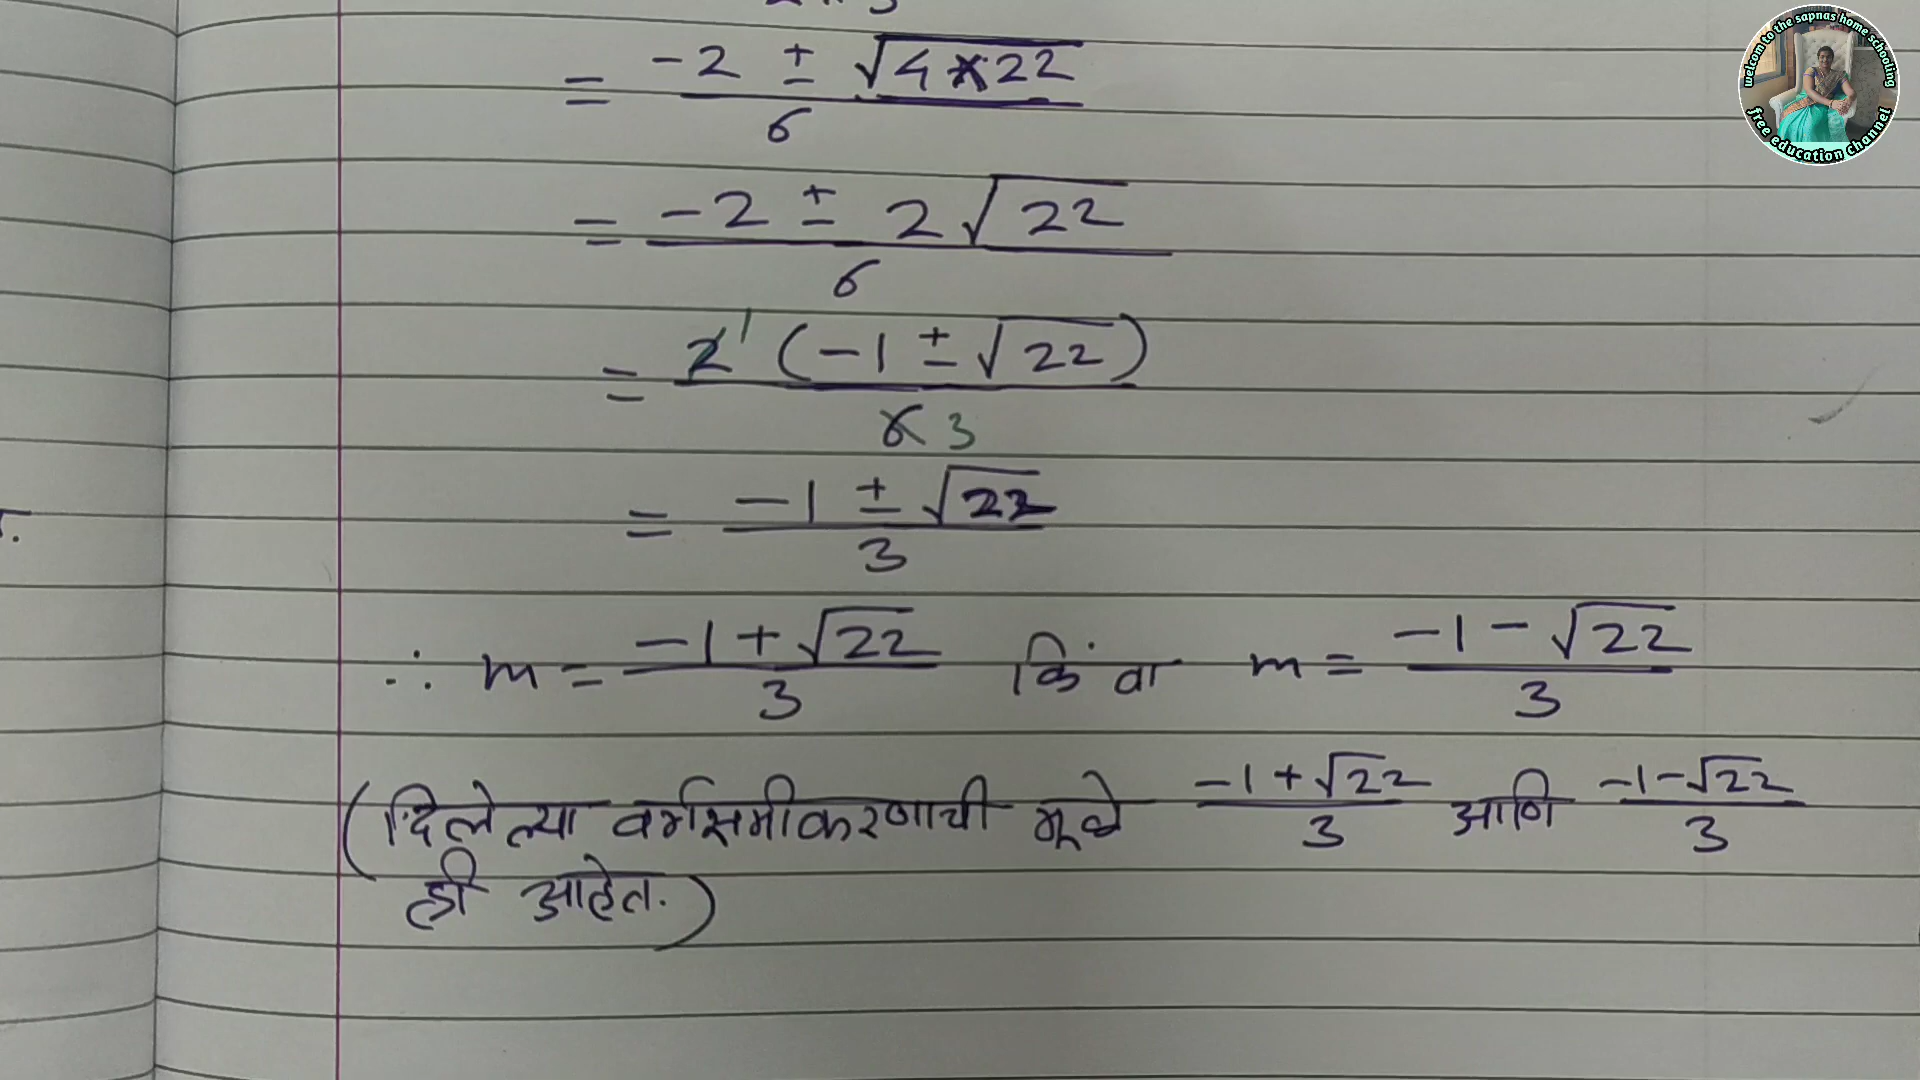 welcom to the sapnas home schooling
free education channel
= -2 ± √4×22 / 6
= -2 ± 2√22 / 6
= 2 1 (-1 ± √22) / 6 3
= -1 ± √22 / 3
∴ m = -1 + √22 / 3 किंवा m = -1 - √22 / 3
(दिलेल्या वर्गसमीकरणाची मूळे -1 + √22 / 3 आणि -1 - √22 / 3
ही आहेत.)